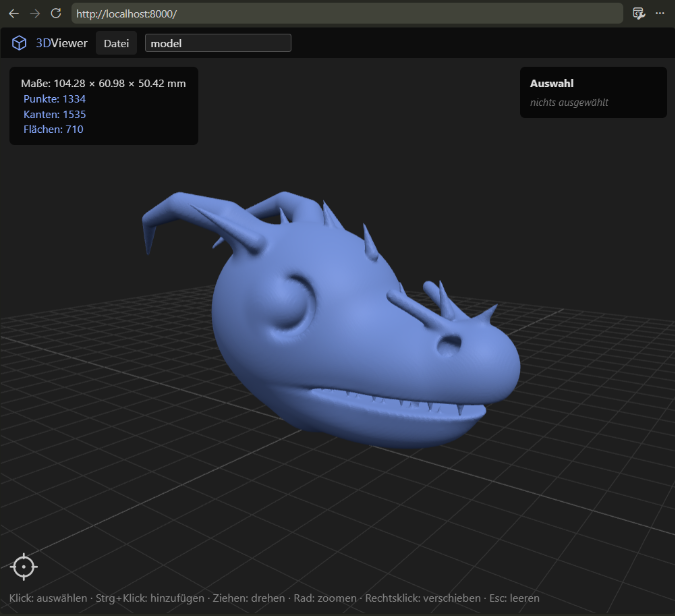 http://localhost:8000/
3DViewer Datei model
Maße: 104.28 × 60.98 × 50.42 mm
Punkte: 1334
Kanten: 1535
Flächen: 710
Auswahl
nichts ausgewählt
Klick: auswählen · Strg+Klick: hinzufügen · Ziehen: drehen · Rad: zoomen · Rechtsklick: verschieben · Esc: leeren